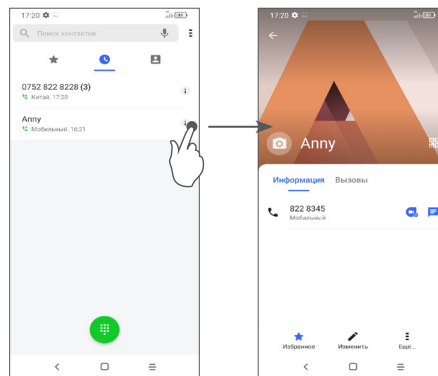 17:20
Поиск контактов
0752 822 8228 (3)
Китай, 17:20
Anny
Мобильный, 16:21
17:20
Anny
Информация Вызовы
822 8345
Мобильный
Избранное Изменить Ещё...